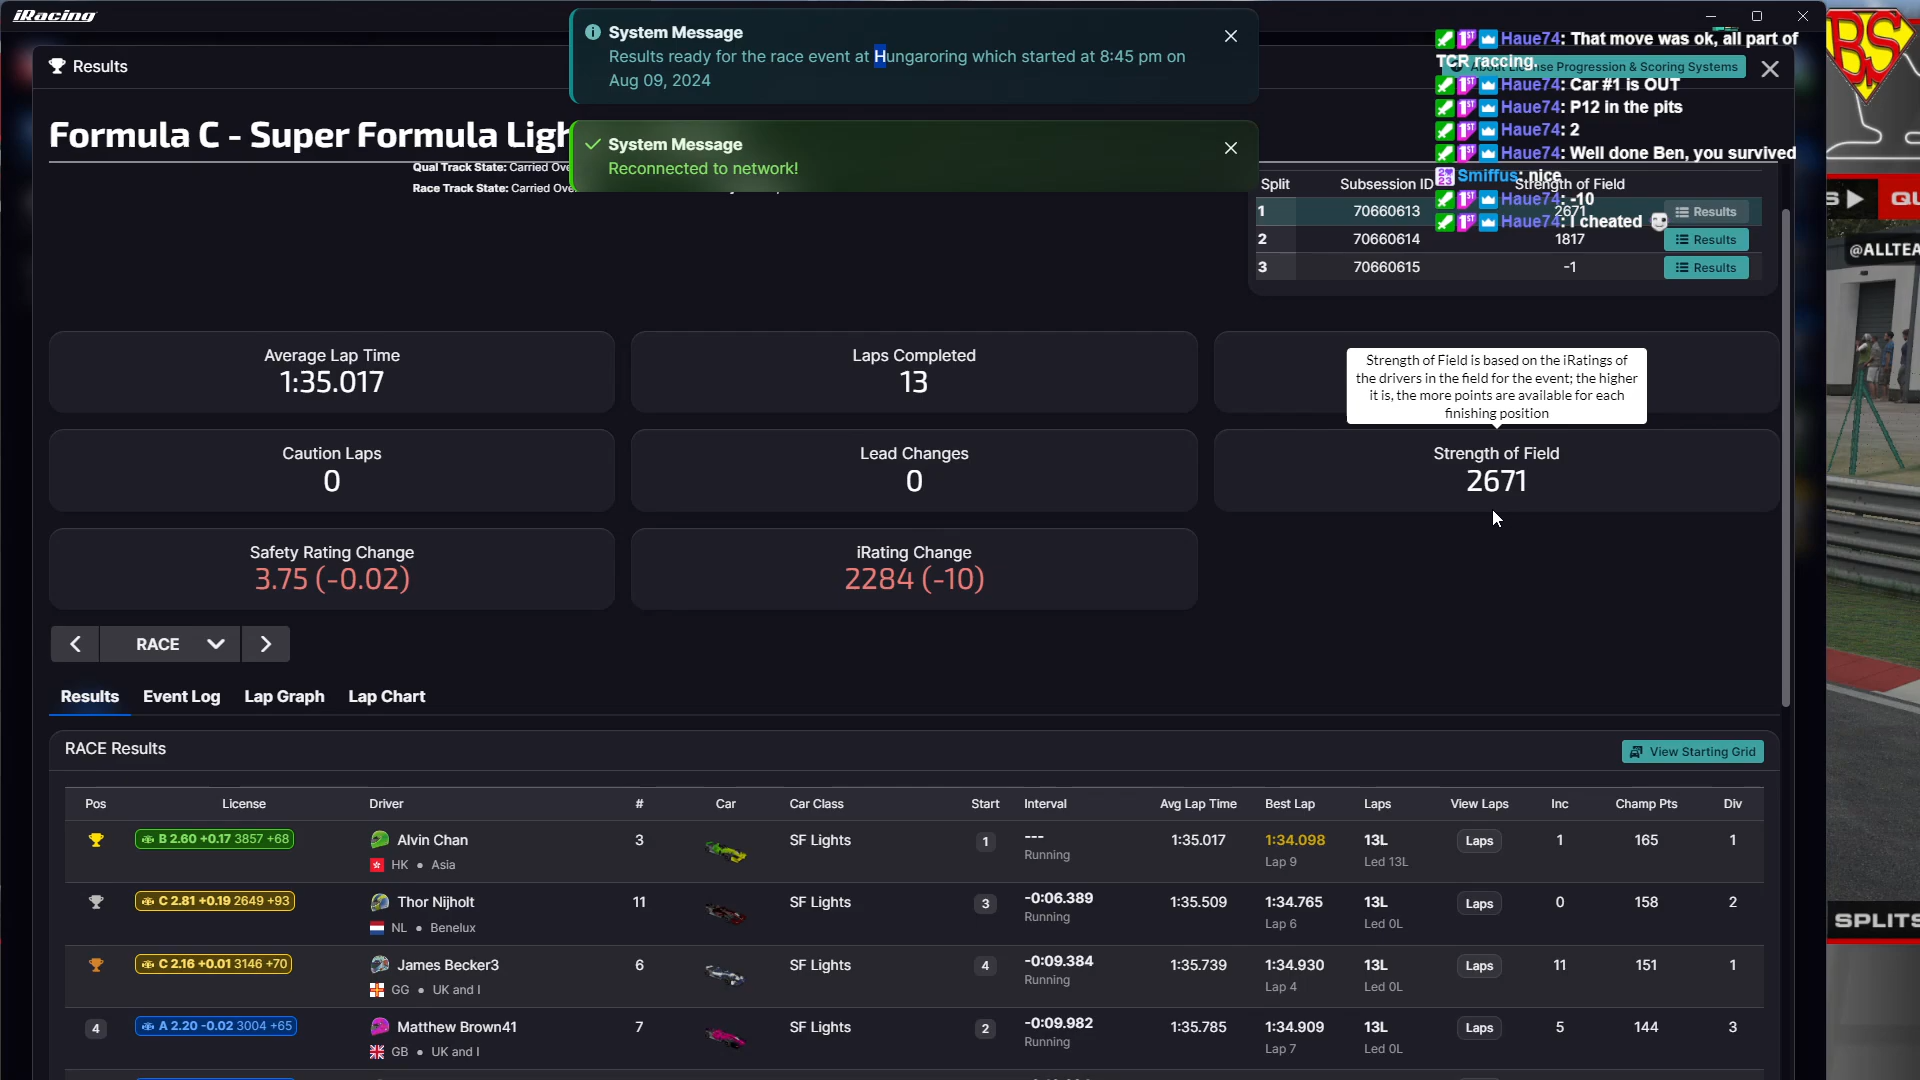 iRacing
System Message
Results ready for the race event at Hungaroring which started at 8:45 pm on
Aug 09, 2024
System Message
Reconnected to network!
Results
Haue74: That move was ok, all part of
TCR raccing.
Progression & Scoring Systems
Haue74: Car #1 is OUT
Haue74: P12 in the pits
Haue74: 2
Haue74: Well done Ben, you survived
Smiffus: nice
Haue74: -10
Haue74: I cheated
BS
@ALLTEA
SPLITS
Formula C - Super Formula Ligh
Qual Track State: Carried Ove
Race Track State: Carried Ove
Split Subsession ID Strength of Field
1 70660613 2671 Results
2 70660614 1817 Results
3 70660615 -1 Results
Average Lap Time
1:35.017
Laps Completed
13
Strength of Field is based on the iRatings of
the drivers in the field for the event; the higher
it is, the more points are available for each
finishing position
Caution Laps
0
Lead Changes
0
Strength of Field
2671
Safety Rating Change
3.75 (-0.02)
iRating Change
2284 (-10)
RACE
Results Event Log Lap Graph Lap Chart
RACE Results
View Starting Grid
Pos License Driver # Car Car Class Start Interval Avg Lap Time Best Lap Laps View Laps Inc Champ Pts Div
B 2.60 +0.17 3857 +68 Alvin Chan 3 SF Lights 1 --- 1:35.017 1:34.098 13L Laps 1 165 1
HK • Asia Running Lap 9 Led 13L
C 2.81 +0.19 2649 +93 Thor Nijholt 11 SF Lights 3 -0:06.389 1:35.509 1:34.765 13L Laps 0 158 2
NL • Benelux Running Lap 6 Led 0L
C 2.16 +0.01 3146 +70 James Becker3 6 SF Lights 4 -0:09.384 1:35.739 1:34.930 13L Laps 11 151 1
GG • UK and I Running Lap 4 Led 0L
4 A 2.20 -0.02 3004 +65 Matthew Brown41 7 SF Lights 2 -0:09.982 1:35.785 1:34.909 13L Laps 5 144 3
GB • UK and I Running Lap 7 Led 0L